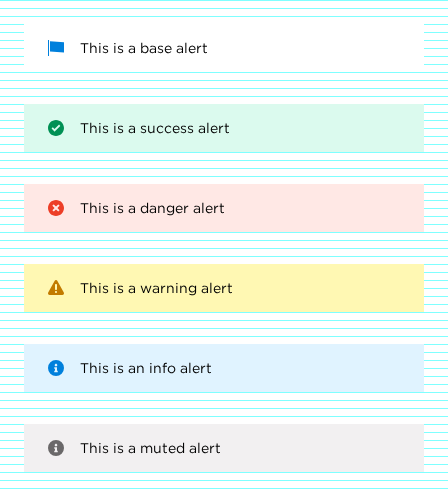 This is a base alert
This is a success alert
This is a danger alert
This is a warning alert
This is an info alert
This is a muted alert